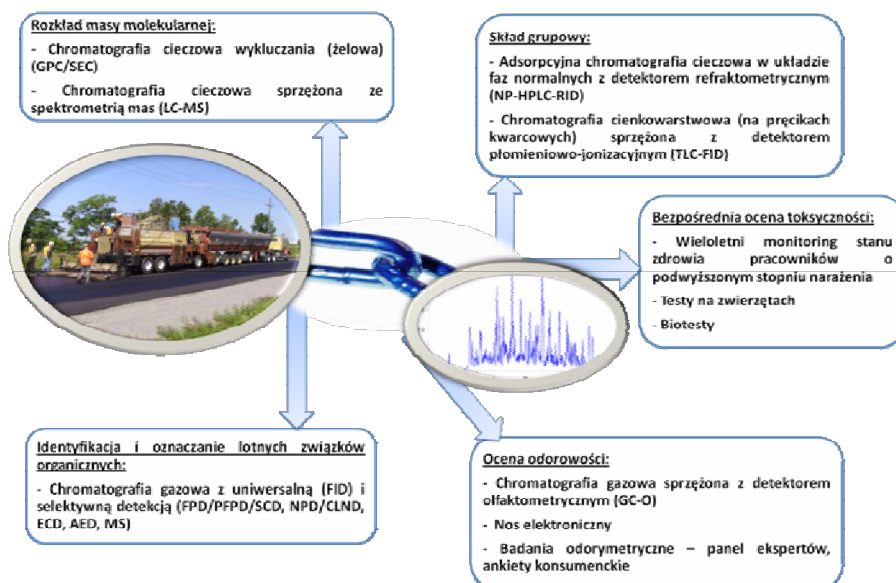 Rozkład masy molekularnej:
- Chromatografia cieczowa wykluczania (żelowa)
(GPC/SEC)
- Chromatografia cieczowa sprzężona ze
spektrometrią mas (LC-MS)
Skład grupowy:
- Adsorpcyjna chromatografia cieczowa w układzie
faz normalnych z detektorem refraktometrycznym
(NP-HPLC-RID)
- Chromatografia cienkowarstwowa (na pręcikach
kwarcowych) sprzężona z detektorem
płomieniowo-jonizacyjnym (TLC-FID)
Bezpośrednia ocena toksyczności:
- Wieloletni monitoring stanu
zdrowia pracowników o
podwyższonym stopniu narażenia
- Testy na zwierzętach
- Biotesty
Identyfikacja i oznaczanie lotnych związków
organicznych:
- Chromatografia gazowa z uniwersalną (FID) i
selektywną detekcją (FPD/PFPD/SCD, NPD/CLND,
ECD, AED, MS)
Ocena odorowości:
- Chromatografia gazowa sprzężona z detektorem
olfaktometrycznym (GC-O)
- Nos elektroniczny
- Badania odorymetryczne – panel ekspertów,
ankiety konsumenckie